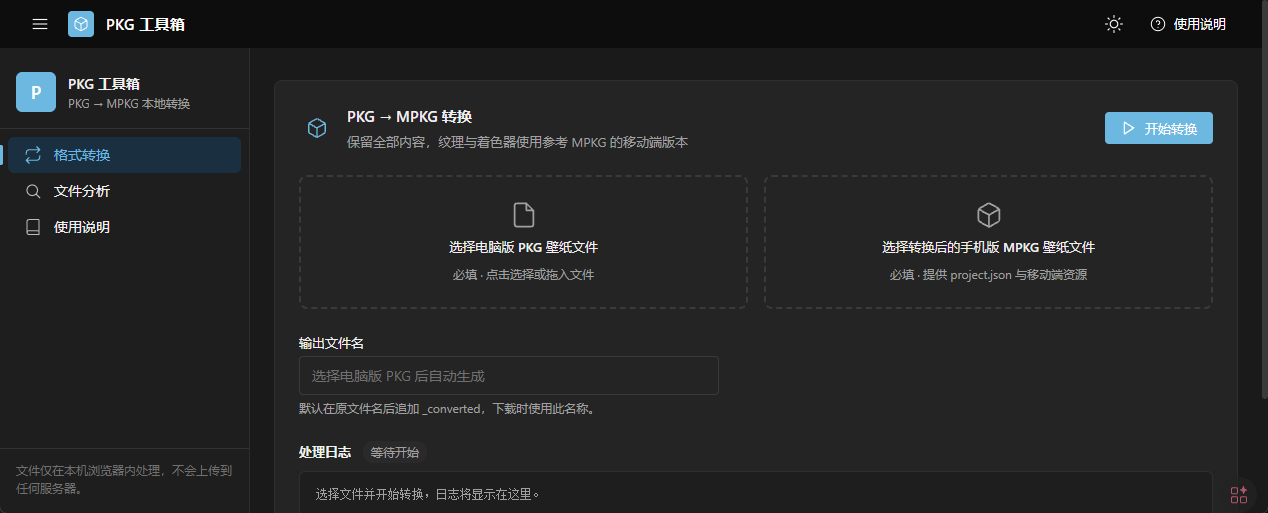 PKG 工具箱
使用说明
P
PKG 工具箱
PKG → MPKG 本地转换
格式转换
文件分析
使用说明
文件仅在本机浏览器内处理，不会上传到
任何服务器。
PKG → MPKG 转换
保留全部内容，纹理与着色器使用参考 MPKG 的移动端版本
开始转换
选择电脑版 PKG 壁纸文件
必填 · 点击选择或拖入文件
选择转换后的手机版 MPKG 壁纸文件
必填 · 提供 project.json 与移动端资源
输出文件名
选择电脑版 PKG 后自动生成
默认在原文件名后追加 _converted，下载时使用此名称。
处理日志 等待开始
选择文件并开始转换，日志将显示在这里。